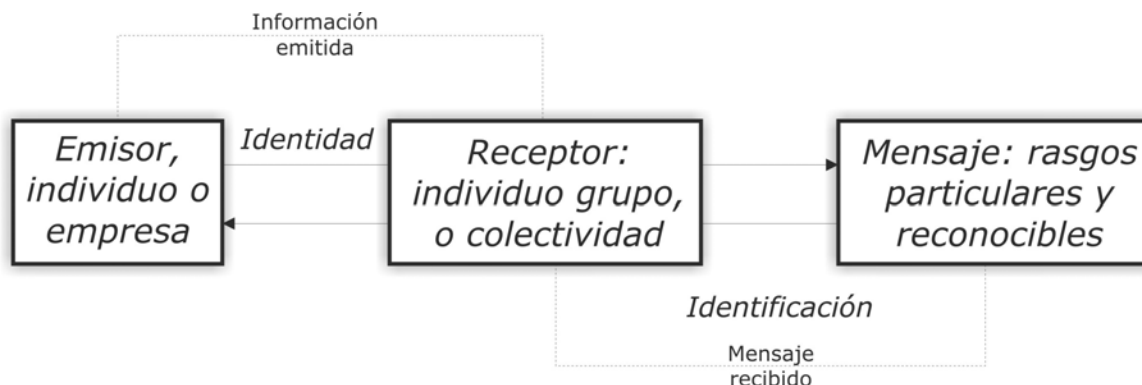 Información
emitida
Emisor,
individuo o
empresa
Identidad
Receptor:
individuo grupo,
o colectividad
Mensaje: rasgos
particulares y
reconocibles
Identificación
Mensaje
recibido